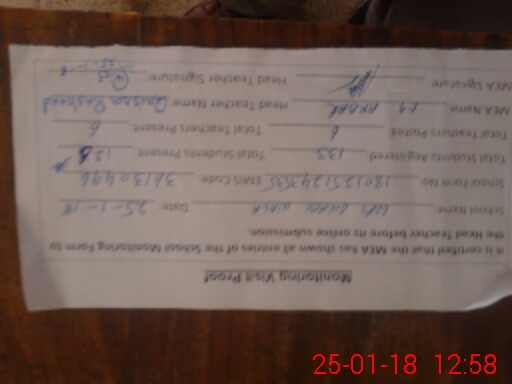 Monitoring Visit Proof
It is certified that the MEA has shown all entries of the School Monitoring Form to
the Head Teacher before its online submission.
School Name: Date: 25-1-18
School Form No: EMIS Code: 36130496
Total Students Registered: 133 Total Students Present:
Total Teachers Posted: 6 Total Teachers Present: 6
MEA Name: Head Teacher Name:
MEA Signature: Head Teacher Signature:
25-01-18 12:58